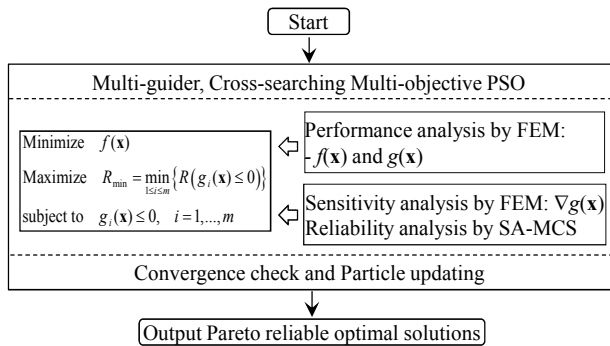 Start
Multi-guider, Cross-searching Multi-objective PSO
Minimize f(x)
Maximize R_min = min_{1≤i≤m} {R(g_i(x) ≤ 0)}
subject to g_i(x) ≤ 0, i = 1,...,m
Performance analysis by FEM:
- f(x) and g(x)
Sensitivity analysis by FEM: ∇g(x)
Reliability analysis by SA-MCS
Convergence check and Particle updating
Output Pareto reliable optimal solutions